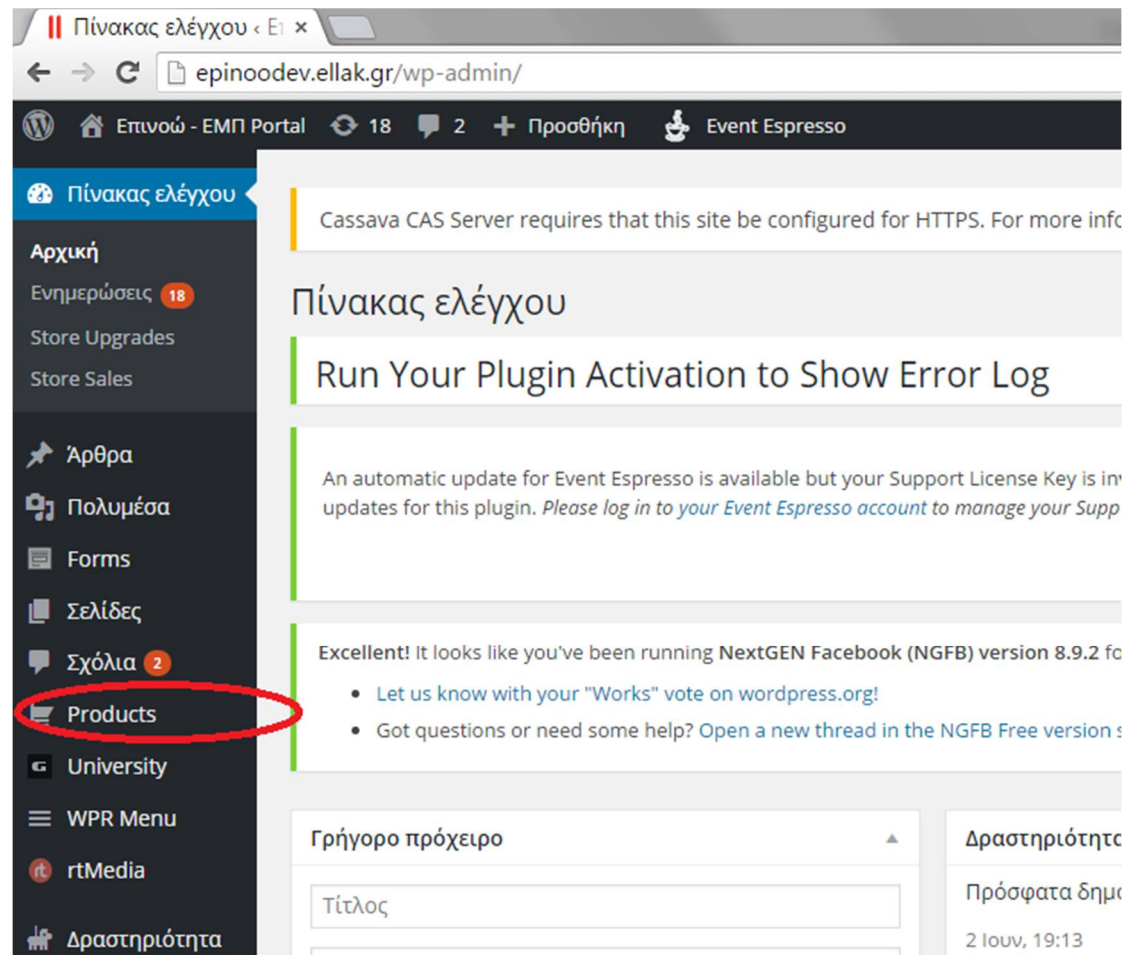 Πίνακας ελέγχου ‹ Επ
epinoodev.ellak.gr/wp-admin/
Επινοώ - ΕΜΠ Portal 18 2 + Προσθήκη Event Espresso
Πίνακας ελέγχου
Αρχική
Ενημερώσεις 18
Store Upgrades
Store Sales
Άρθρα
Πολυμέσα
Forms
Σελίδες
Σχόλια 2
Products
University
WPR Menu
rtMedia
Δραστηριότητα
Cassava CAS Server requires that this site be configured for HTTPS. For more info
Πίνακας ελέγχου
Run Your Plugin Activation to Show Error Log
An automatic update for Event Espresso is available but your Support License Key is inv
updates for this plugin. Please log in to your Event Espresso account to manage your Supp
Excellent! It looks like you've been running NextGEN Facebook (NGFB) version 8.9.2 fo
• Let us know with your "Works" vote on wordpress.org!
• Got questions or need some help? Open a new thread in the NGFB Free version s
Γρήγορο πρόχειρο
Τίτλος
Δραστηριότητα
Πρόσφατα δημο
2 Ιουν, 19:13